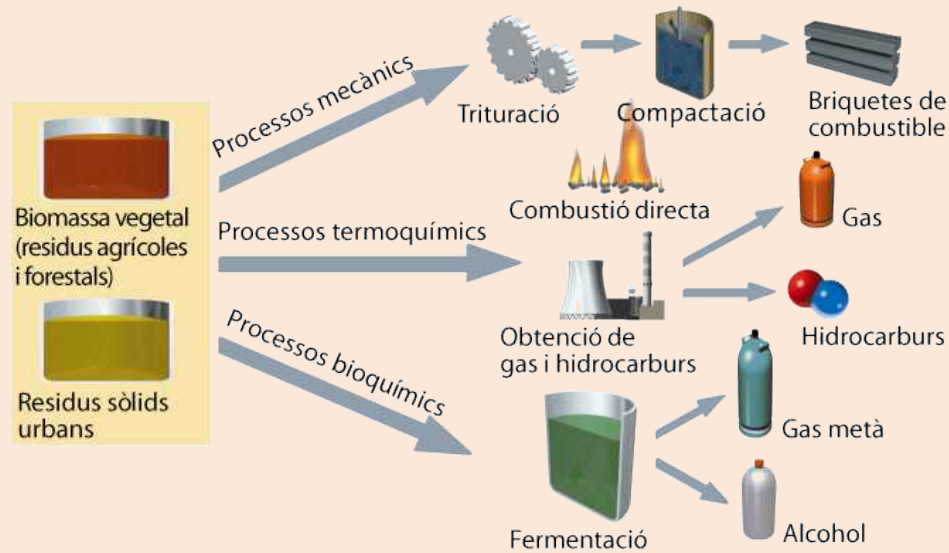 Biomassa vegetal
(residus agrícoles
i forestals)
Residus sòlids
urbans
Processos mecànics
Trituració
Compactació
Briquetes de
combustible
Processos termoquímics
Combustió directa
Obtenció de
gas i hidrocarburs
Gas
Hidrocarburs
Processos bioquímics
Fermentació
Gas metà
Alcohol